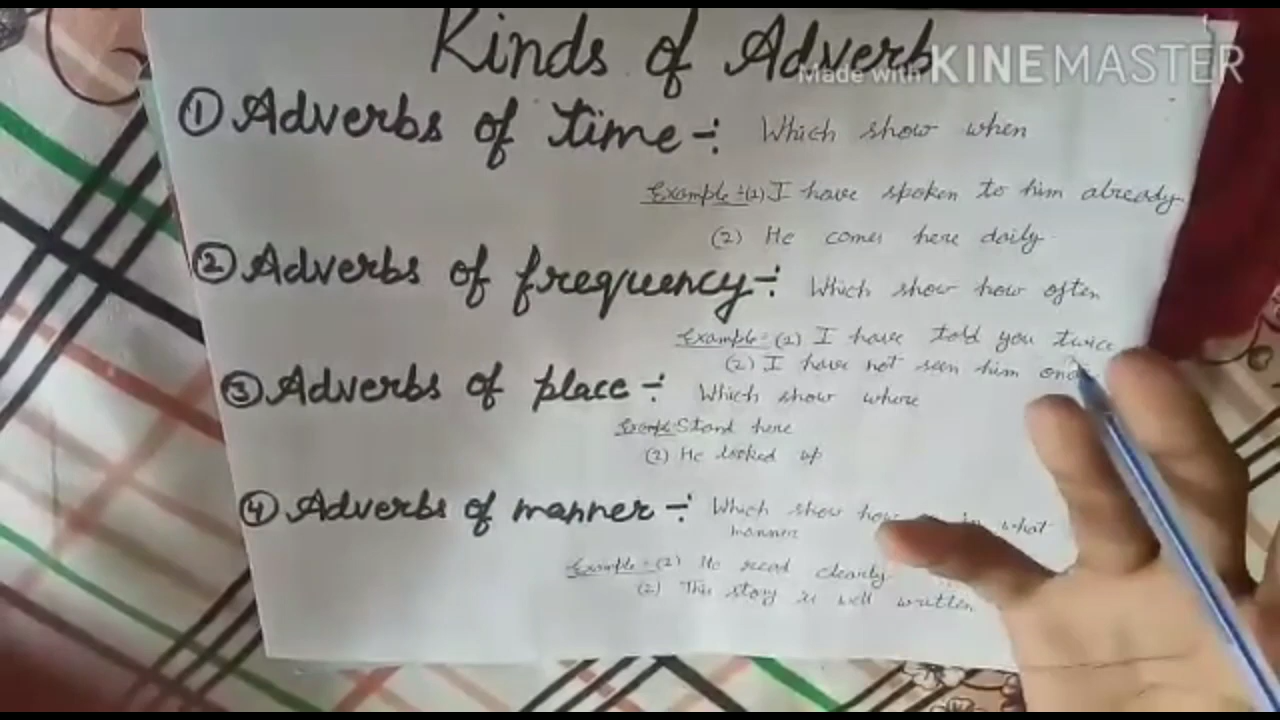 Kinds of Adverb
Made with KINEMASTER
① Adverbs of time -: Which show when
Example :- (1) I have spoken to him already
(2) He comes here daily
② Adverbs of frequency -: Which show how often
Example - (1) I have told you twice
(2) I have not seen him once
③ Adverbs of place -: Which show where
Example Stand here
(2) He looked up
④ Adverbs of manner -: Which show how in what
manner
Example - (1) He read clearly
(2) This story is well written